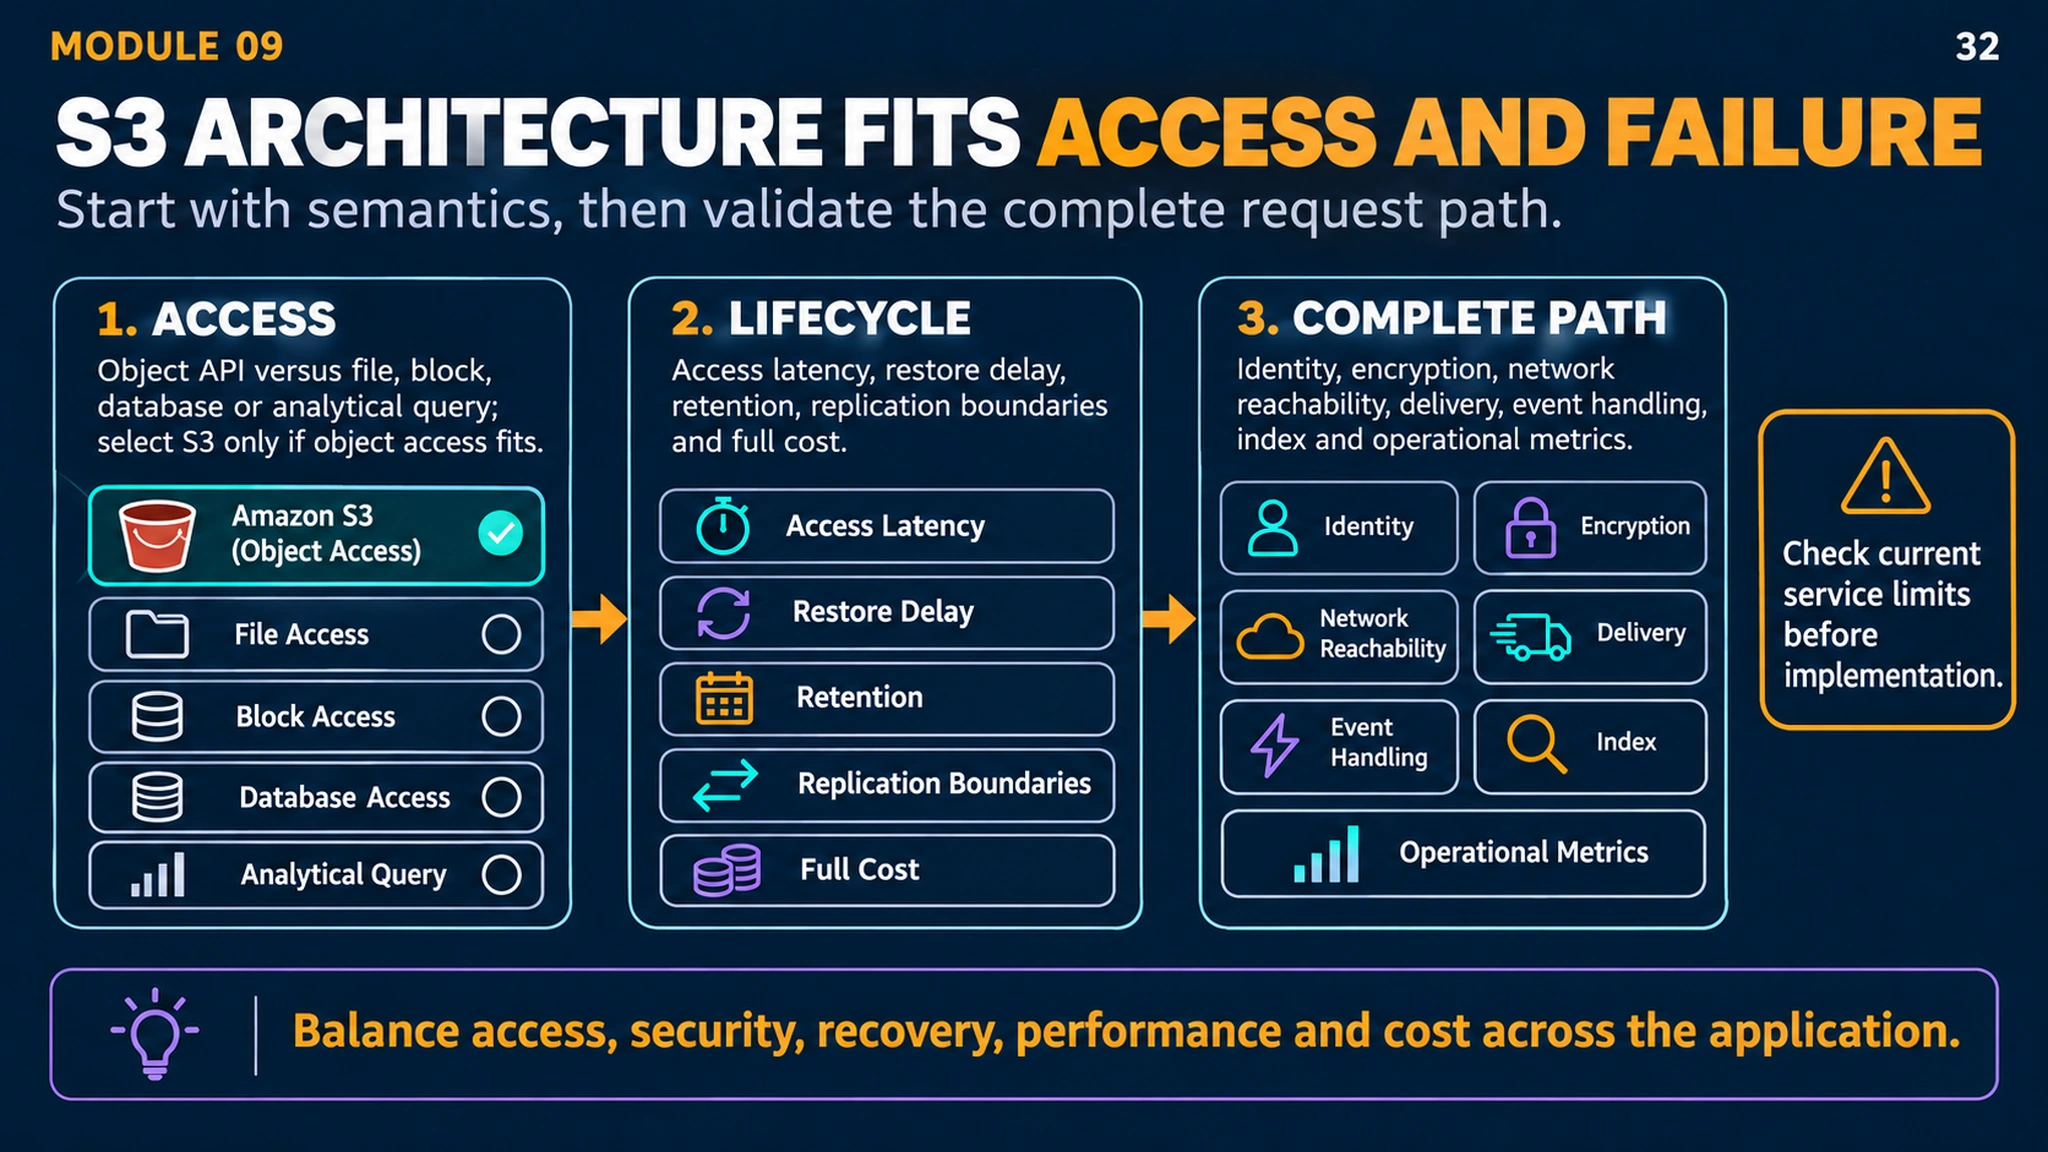 MODULE 09
32
S3 ARCHITECTURE FITS ACCESS AND FAILURE
Start with semantics, then validate the complete request path.
1. ACCESS
Object API versus file, block,
database or analytical query;
select S3 only if object access fits.
Amazon S3
(Object Access)
File Access
Block Access
Database Access
Analytical Query
2. LIFECYCLE
Access latency, restore delay,
retention, replication boundaries
and full cost.
Access Latency
Restore Delay
Retention
Replication Boundaries
Full Cost
3. COMPLETE PATH
Identity, encryption, network
reachability, delivery, event handling,
index and operational metrics.
Identity
Encryption
Network
Reachability
Delivery
Event
Handling
Index
Operational Metrics
Check current
service limits
before
implementation.
Balance access, security, recovery, performance and cost across the application.